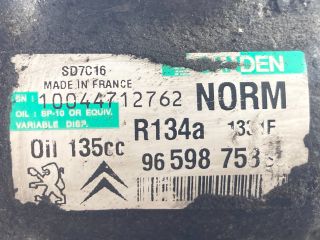 SD7C16
MADE IN FRANCE
SN: 10044712762 NORM
OIL : SP-10 OR EQUIV.
VARIABLE DISP.
R134a
Oil 135cc
96 598 75